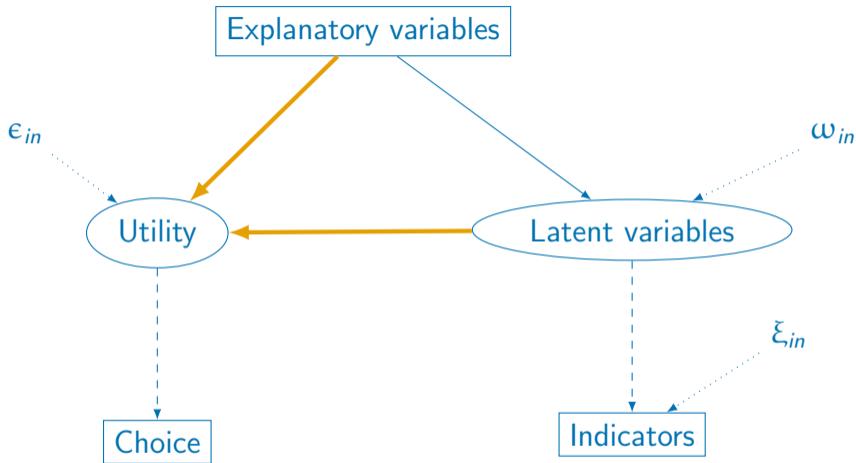 Explanatory variables
ϵin
ωin
Utility
Latent variables
ξin
Choice
Indicators